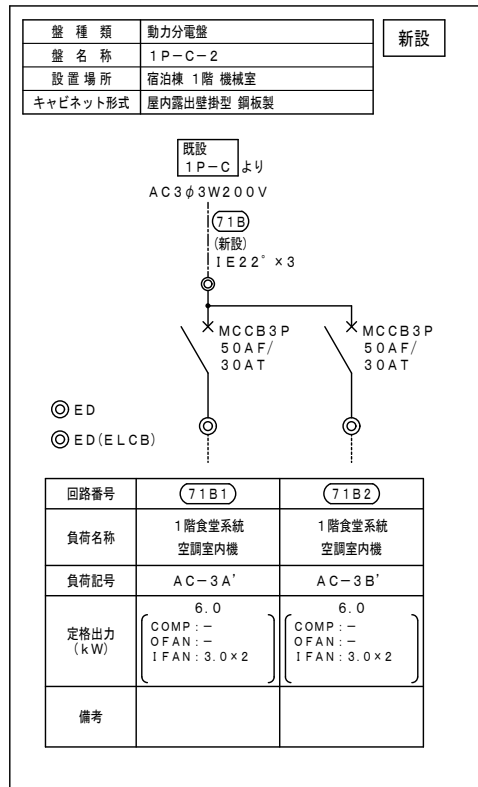 盤種類 動力分電盤
新設
盤名称 1P-C-2
設置場所 宿泊棟 1階 機械室
キャビネット形式 屋内露出壁掛型 鋼板製
既設
1P-C より
AC3φ3W200V
71B
(新設)
IE22°×3
MCCB3P MCCB3P
50AF/ 50AF/
30AT 30AT
ED
ED(ELCB)
回路番号 71B1 71B2
負荷名称 1階食堂系統 1階食堂系統
空調室内機 空調室内機
負荷記号 AC-3A' AC-3B'
定格出力 6.0 6.0
(kW) COMP:- COMP:-
OFAN:- OFAN:-
IFAN:3.0×2 IFAN:3.0×2
備考